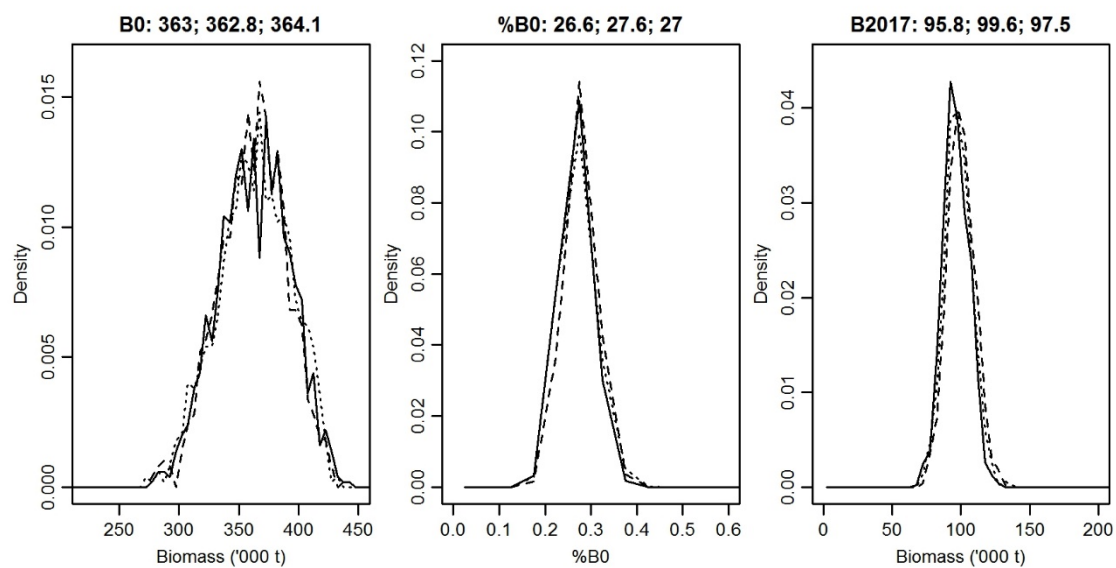 B0: 363; 362.8; 364.1
0.015
0.010
0.005
0.000
Density
250 300 350 400 450
Biomass ('000 t)
%B0: 26.6; 27.6; 27
0.12
0.10
0.08
0.06
0.04
0.02
0.00
Density
0.0 0.1 0.2 0.3 0.4 0.5 0.6
%B0
B2017: 95.8; 99.6; 97.5
0.04
0.03
0.02
0.01
0.00
Density
0 50 100 150 200
Biomass ('000 t)